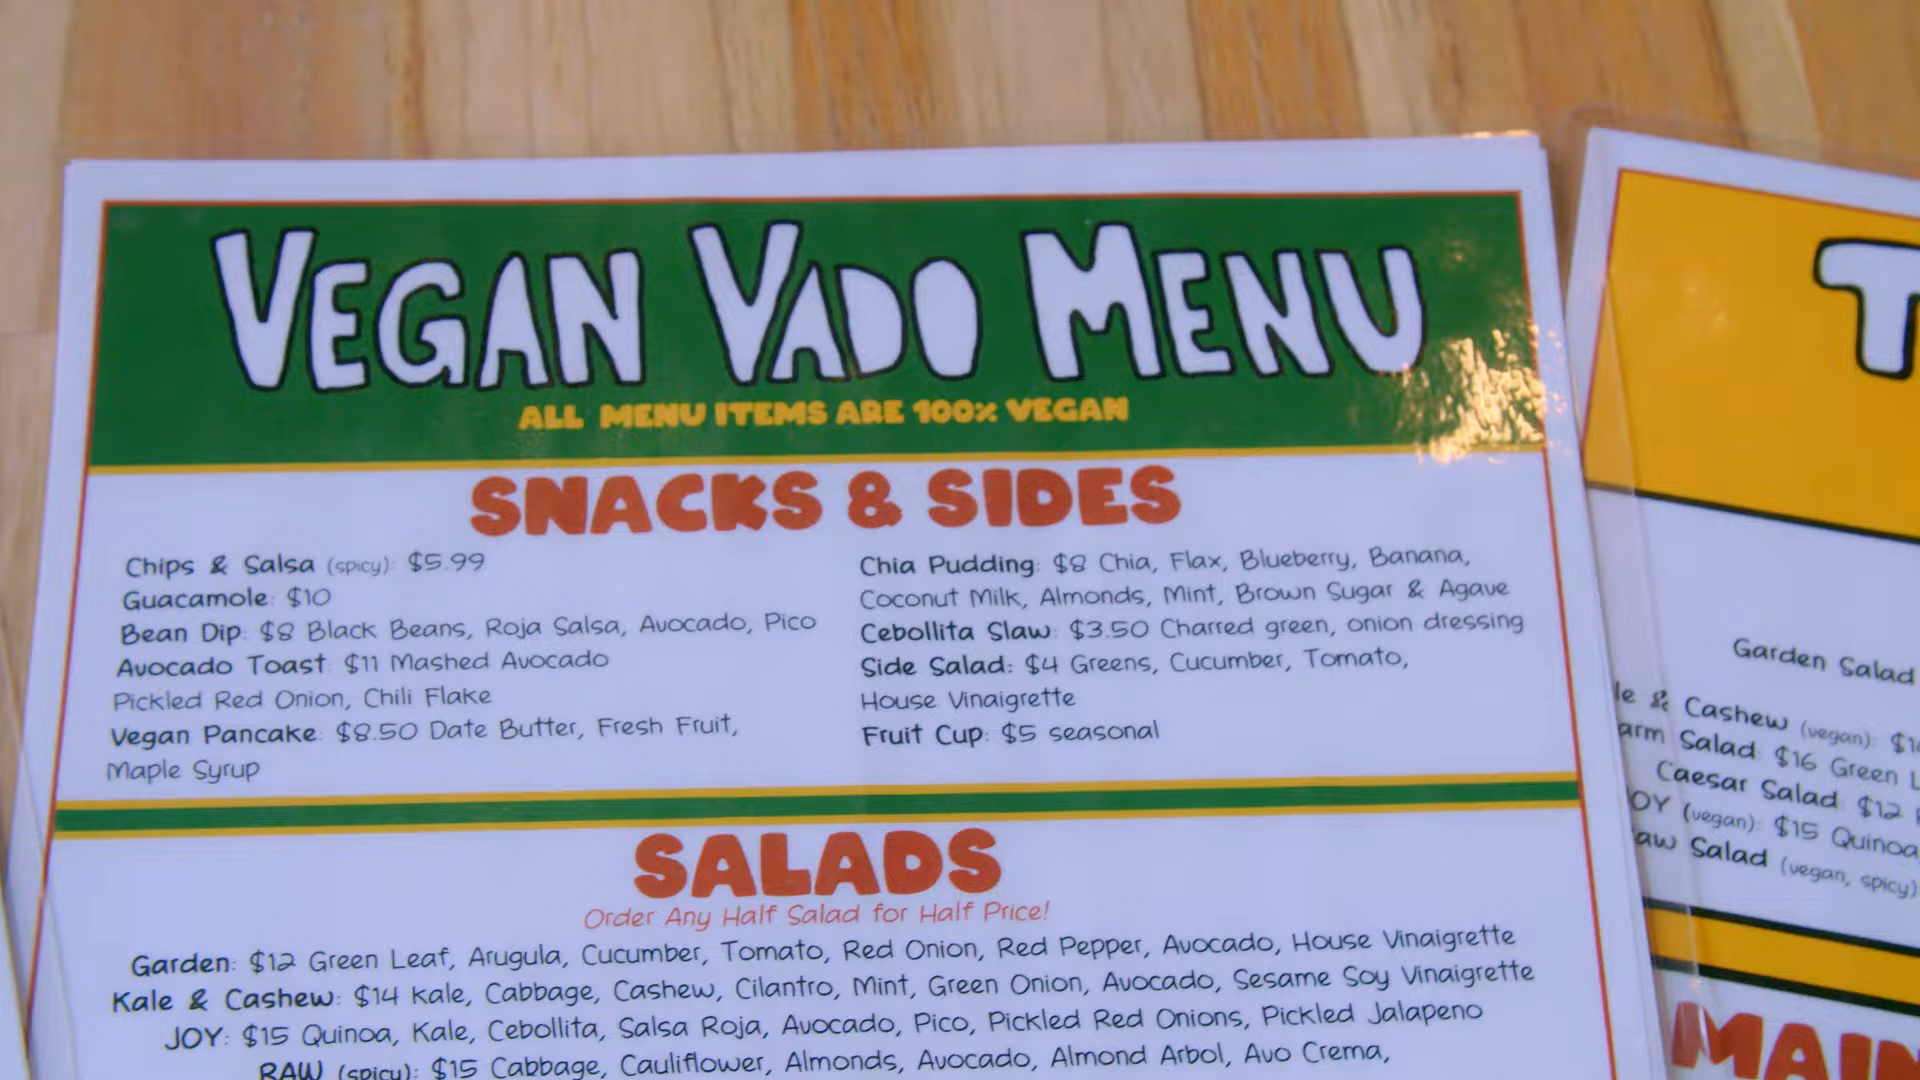 VEGAN VADO MENU
ALL MENU ITEMS ARE 100% VEGAN
SNACKS & SIDES
Chips & Salsa (spicy): $5.99
Guacamole: $10
Bean Dip: $8 Black Beans, Roja Salsa, Avocado, Pico
Avocado Toast: $11 Mashed Avocado
Pickled Red Onion, Chili Flake
Vegan Pancake: $8.50 Date Butter, Fresh Fruit,
Maple Syrup
Chia Pudding: $8 Chia, Flax, Blueberry, Banana,
Coconut Milk, Almonds, Mint, Brown Sugar & Agave
Cebollita Slaw: $3.50 Charred green, onion dressing
Side Salad: $4 Greens, Cucumber, Tomato,
House Vinaigrette
Fruit Cup: $5 seasonal
SALADS
Order Any Half Salad for Half Price!
Garden: $12 Green Leaf, Arugula, Cucumber, Tomato, Red Onion, Red Pepper, Avocado, House Vinaigrette
Kale & Cashew: $14 Kale, Cabbage, Cashew, Cilantro, Mint, Green Onion, Avocado, Sesame Soy Vinaigrette
JOY: $15 Quinoa, Kale, Cebollita, Salsa Roja, Avocado, Pico, Pickled Red Onions, Pickled Jalapeno
RAW (spicy): $15 Cabbage, Cauliflower, Almonds, Avocado, Almond Arbol, Avo Crema,
Garden Salad
& Cashew (vegan):
Salad: $16 Green
Caesar Salad: $12
(vegan): $15 Quinoa
Salad (vegan, spicy)